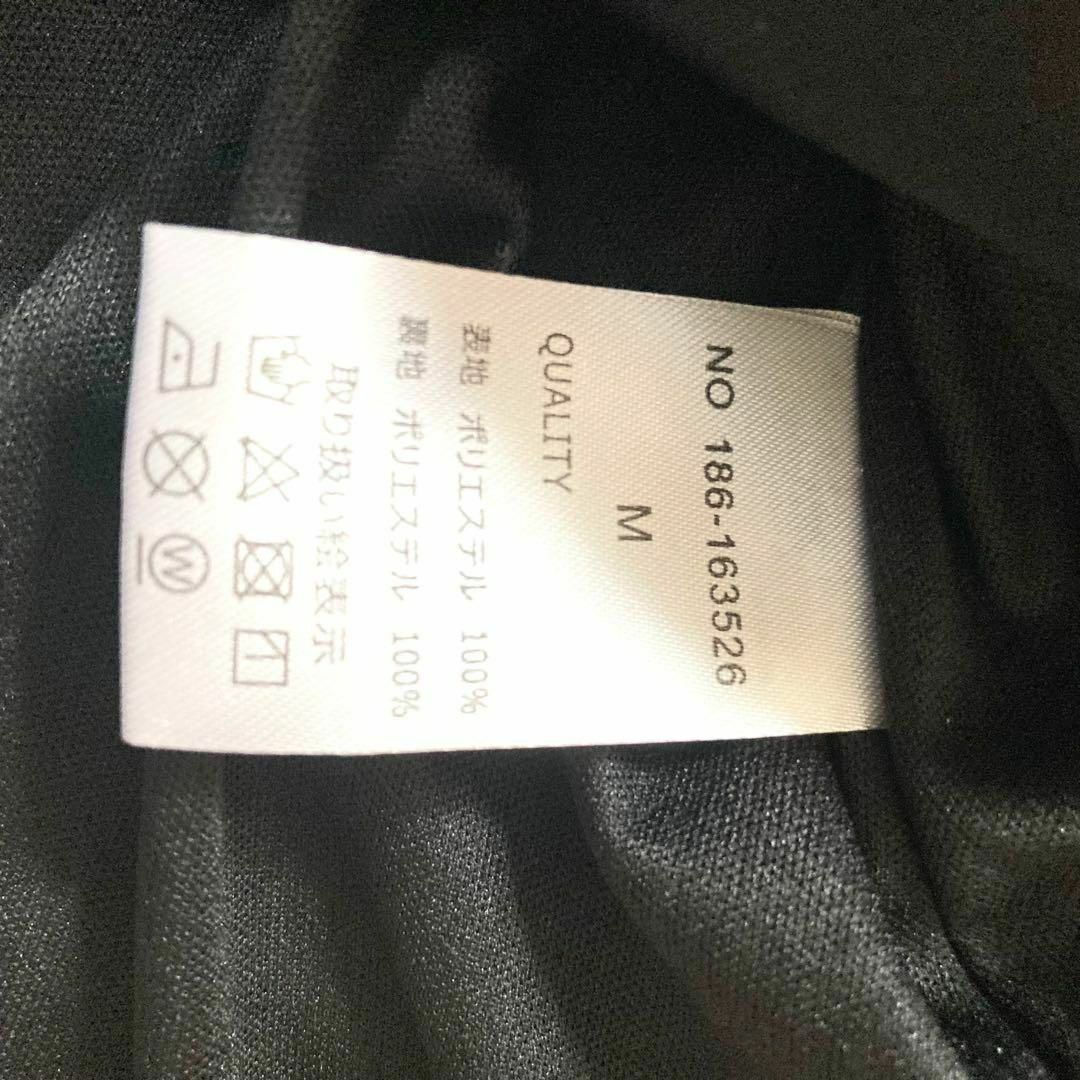 NO 186-163526
M
QUALITY
表地 ポリエステル 100%
裏地 ポリエステル 100%
取り扱い絵表示
W